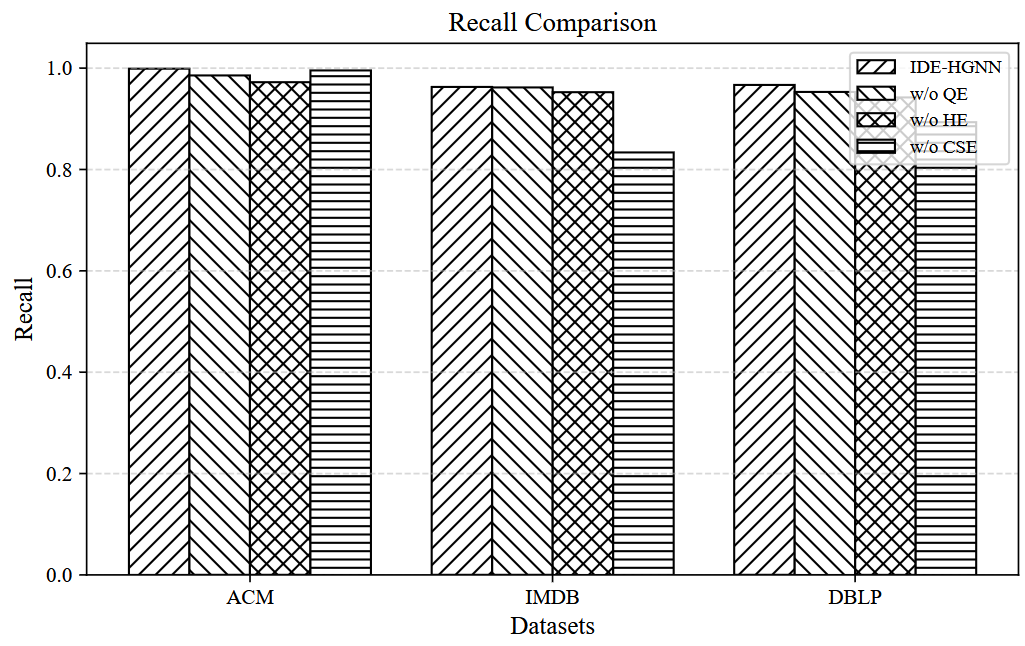 Recall Comparison
1.0
0.8
0.6
0.4
0.2
0.0
Recall
IDE-HGNN
w/o QE
w/o HE
w/o CSE
ACM
IMDB
DBLP
Datasets